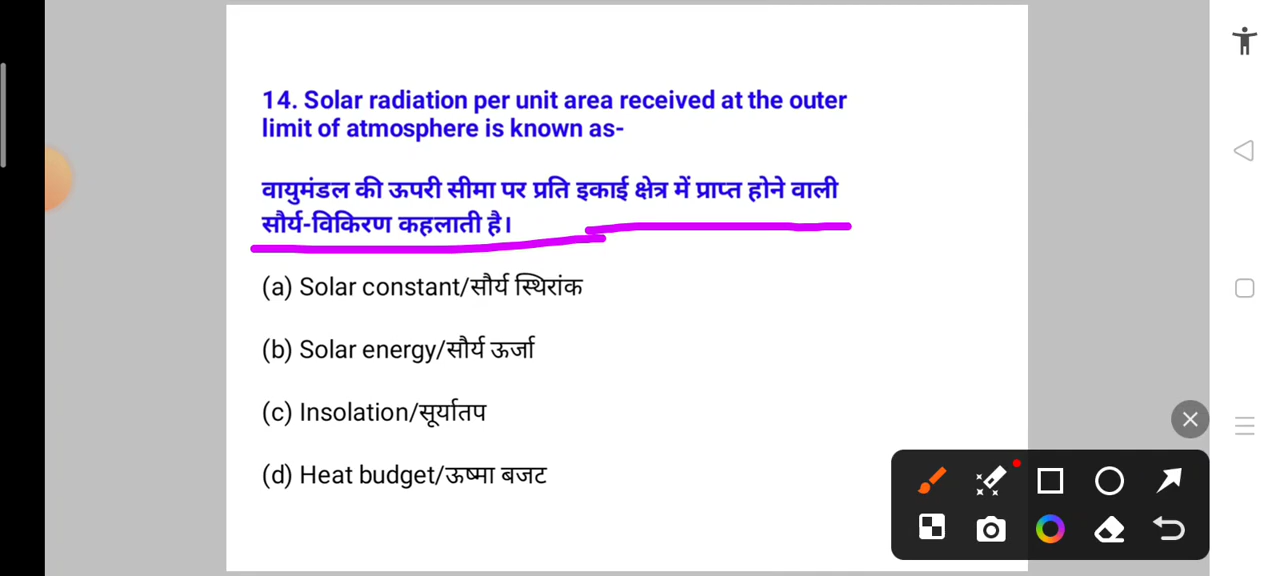 14. Solar radiation per unit area received at the outer
limit of atmosphere is known as-
वायुमंडल की ऊपरी सीमा पर प्रति इकाई क्षेत्र में प्राप्त होने वाली
सौर्य-विकिरण कहलाती है।
(a) Solar constant/सौर्य स्थिरांक
(b) Solar energy/सौर्य ऊर्जा
(c) Insolation/सूर्यातप
(d) Heat budget/ऊष्मा बजट